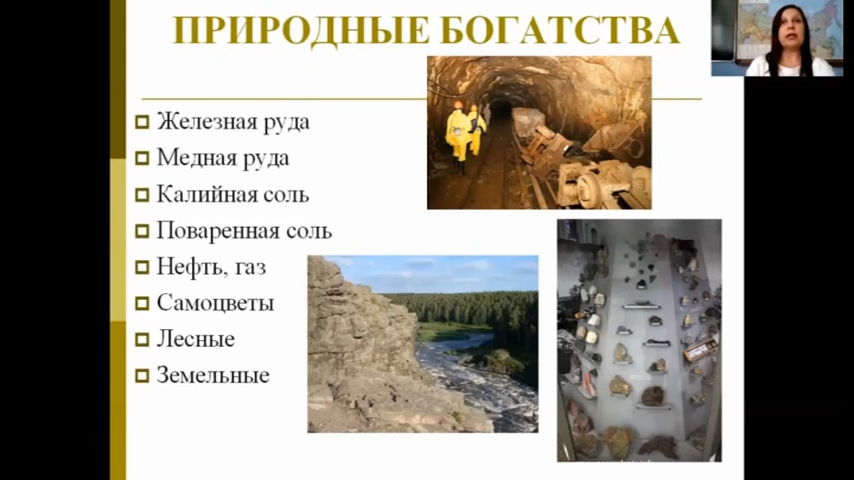 ПРИРОДНЫЕ БОГАТСТВА
Железная руда
Медная руда
Калийная соль
Поваренная соль
Нефть, газ
Самоцветы
Лесные
Земельные